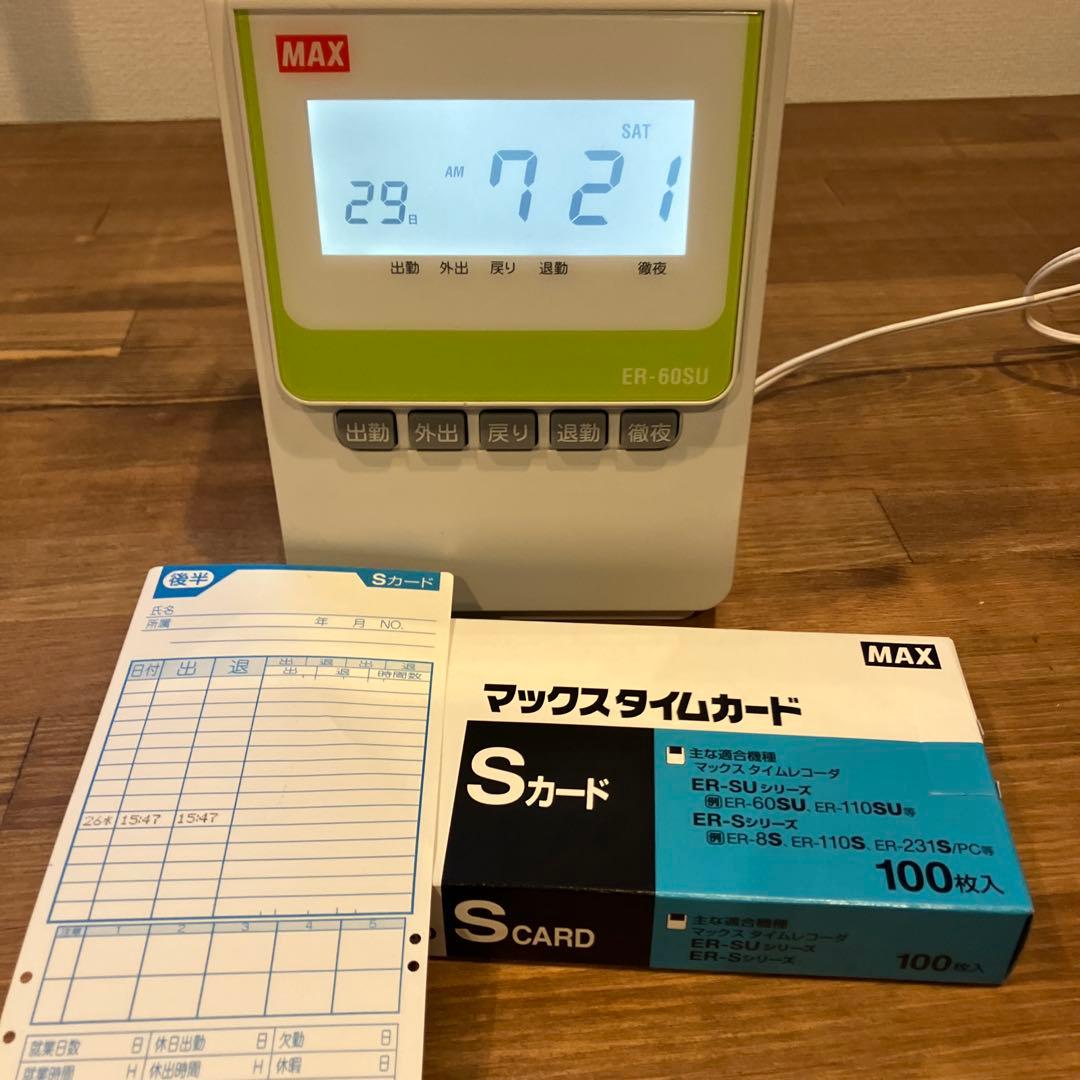 MAX
SAT
29日 AM 7 21
出勤 外出 戻り 退勤 徹夜
ER-60SU
出勤 外出 戻り 退勤 徹夜
後半 Sカード
氏名
所属 年 月 NO.
日付 出 退 出 退 出 退
出 退 時間数
26水 15:47 15:47
注意 1 2 3 4 5
就業日数 日 休日出勤 日 欠勤 日
就業時間 H 休出時間 H 休暇 日
MAX
マックスタイムカード
Sカード
主な適合機種
マックス タイムレコーダ
ER-SUシリーズ
例ER-60SU、ER-110SU等
ER-Sシリーズ
例ER-8S、ER-110S、ER-231S/PC等
100枚入
S CARD
主な適合機種
マックス タイムレコーダ
ER-SUシリーズ
ER-Sシリーズ
100枚入